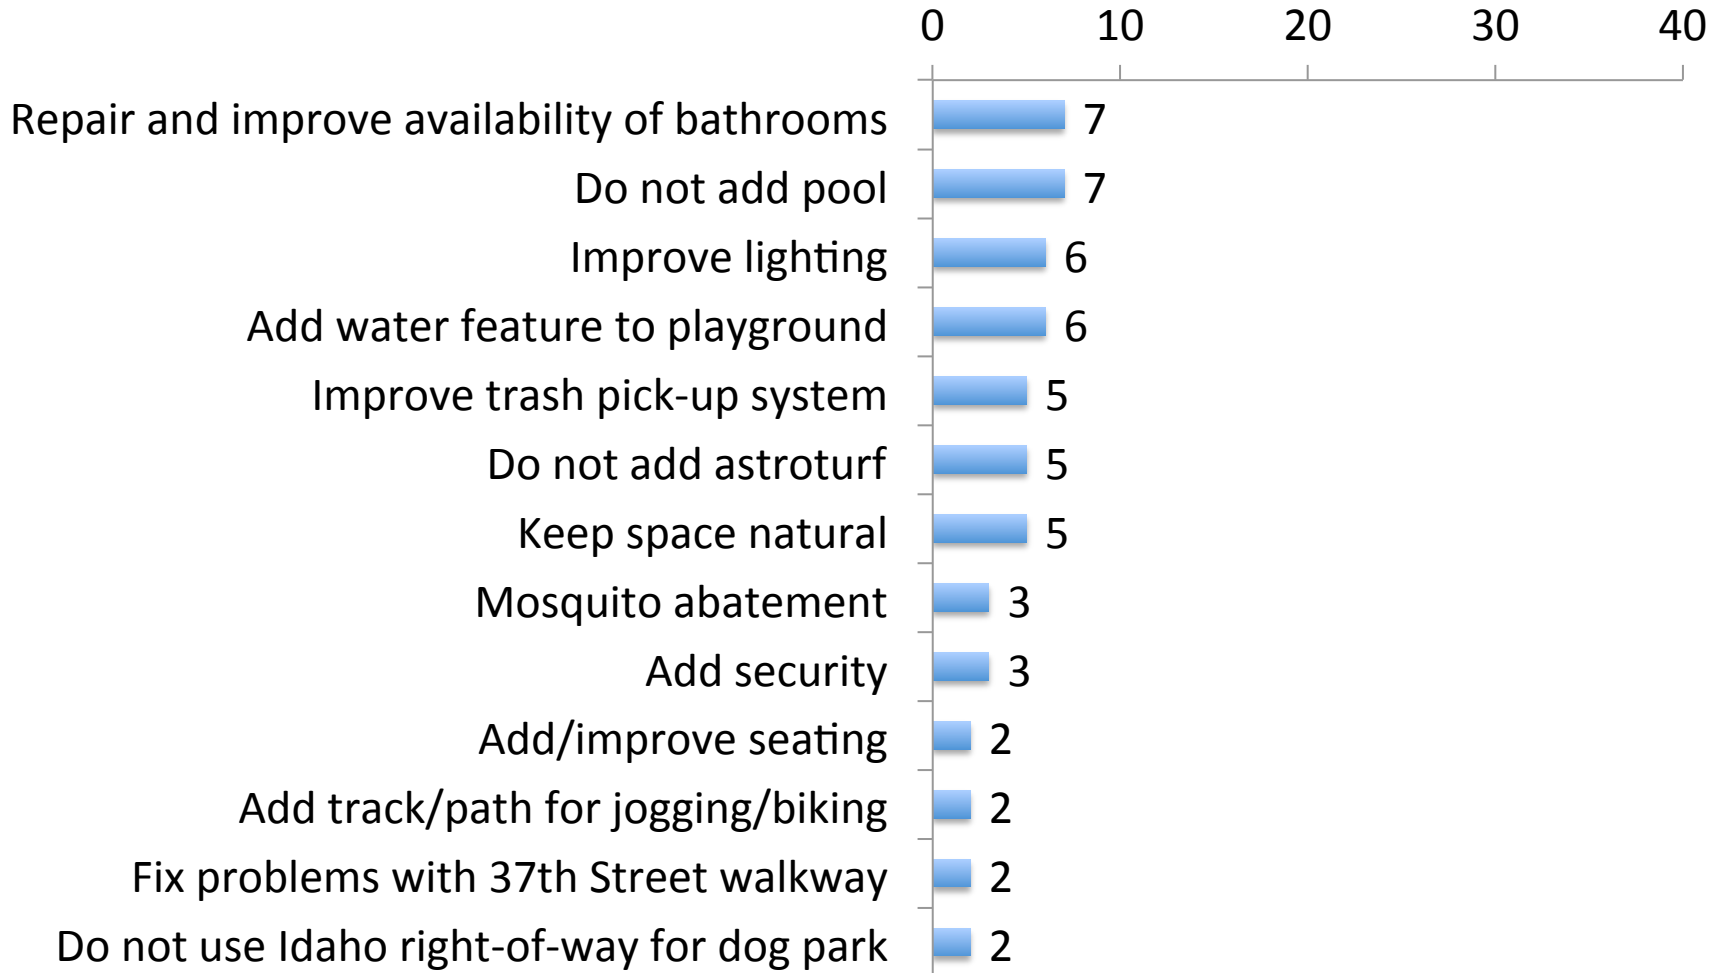 0 10 20 30 40
Repair and improve availability of bathrooms 7
Do not add pool 7
Improve lighting 6
Add water feature to playground 6
Improve trash pick-up system 5
Do not add astroturf 5
Keep space natural 5
Mosquito abatement 3
Add security 3
Add/improve seating 2
Add track/path for jogging/biking 2
Fix problems with 37th Street walkway 2
Do not use Idaho right-of-way for dog park 2